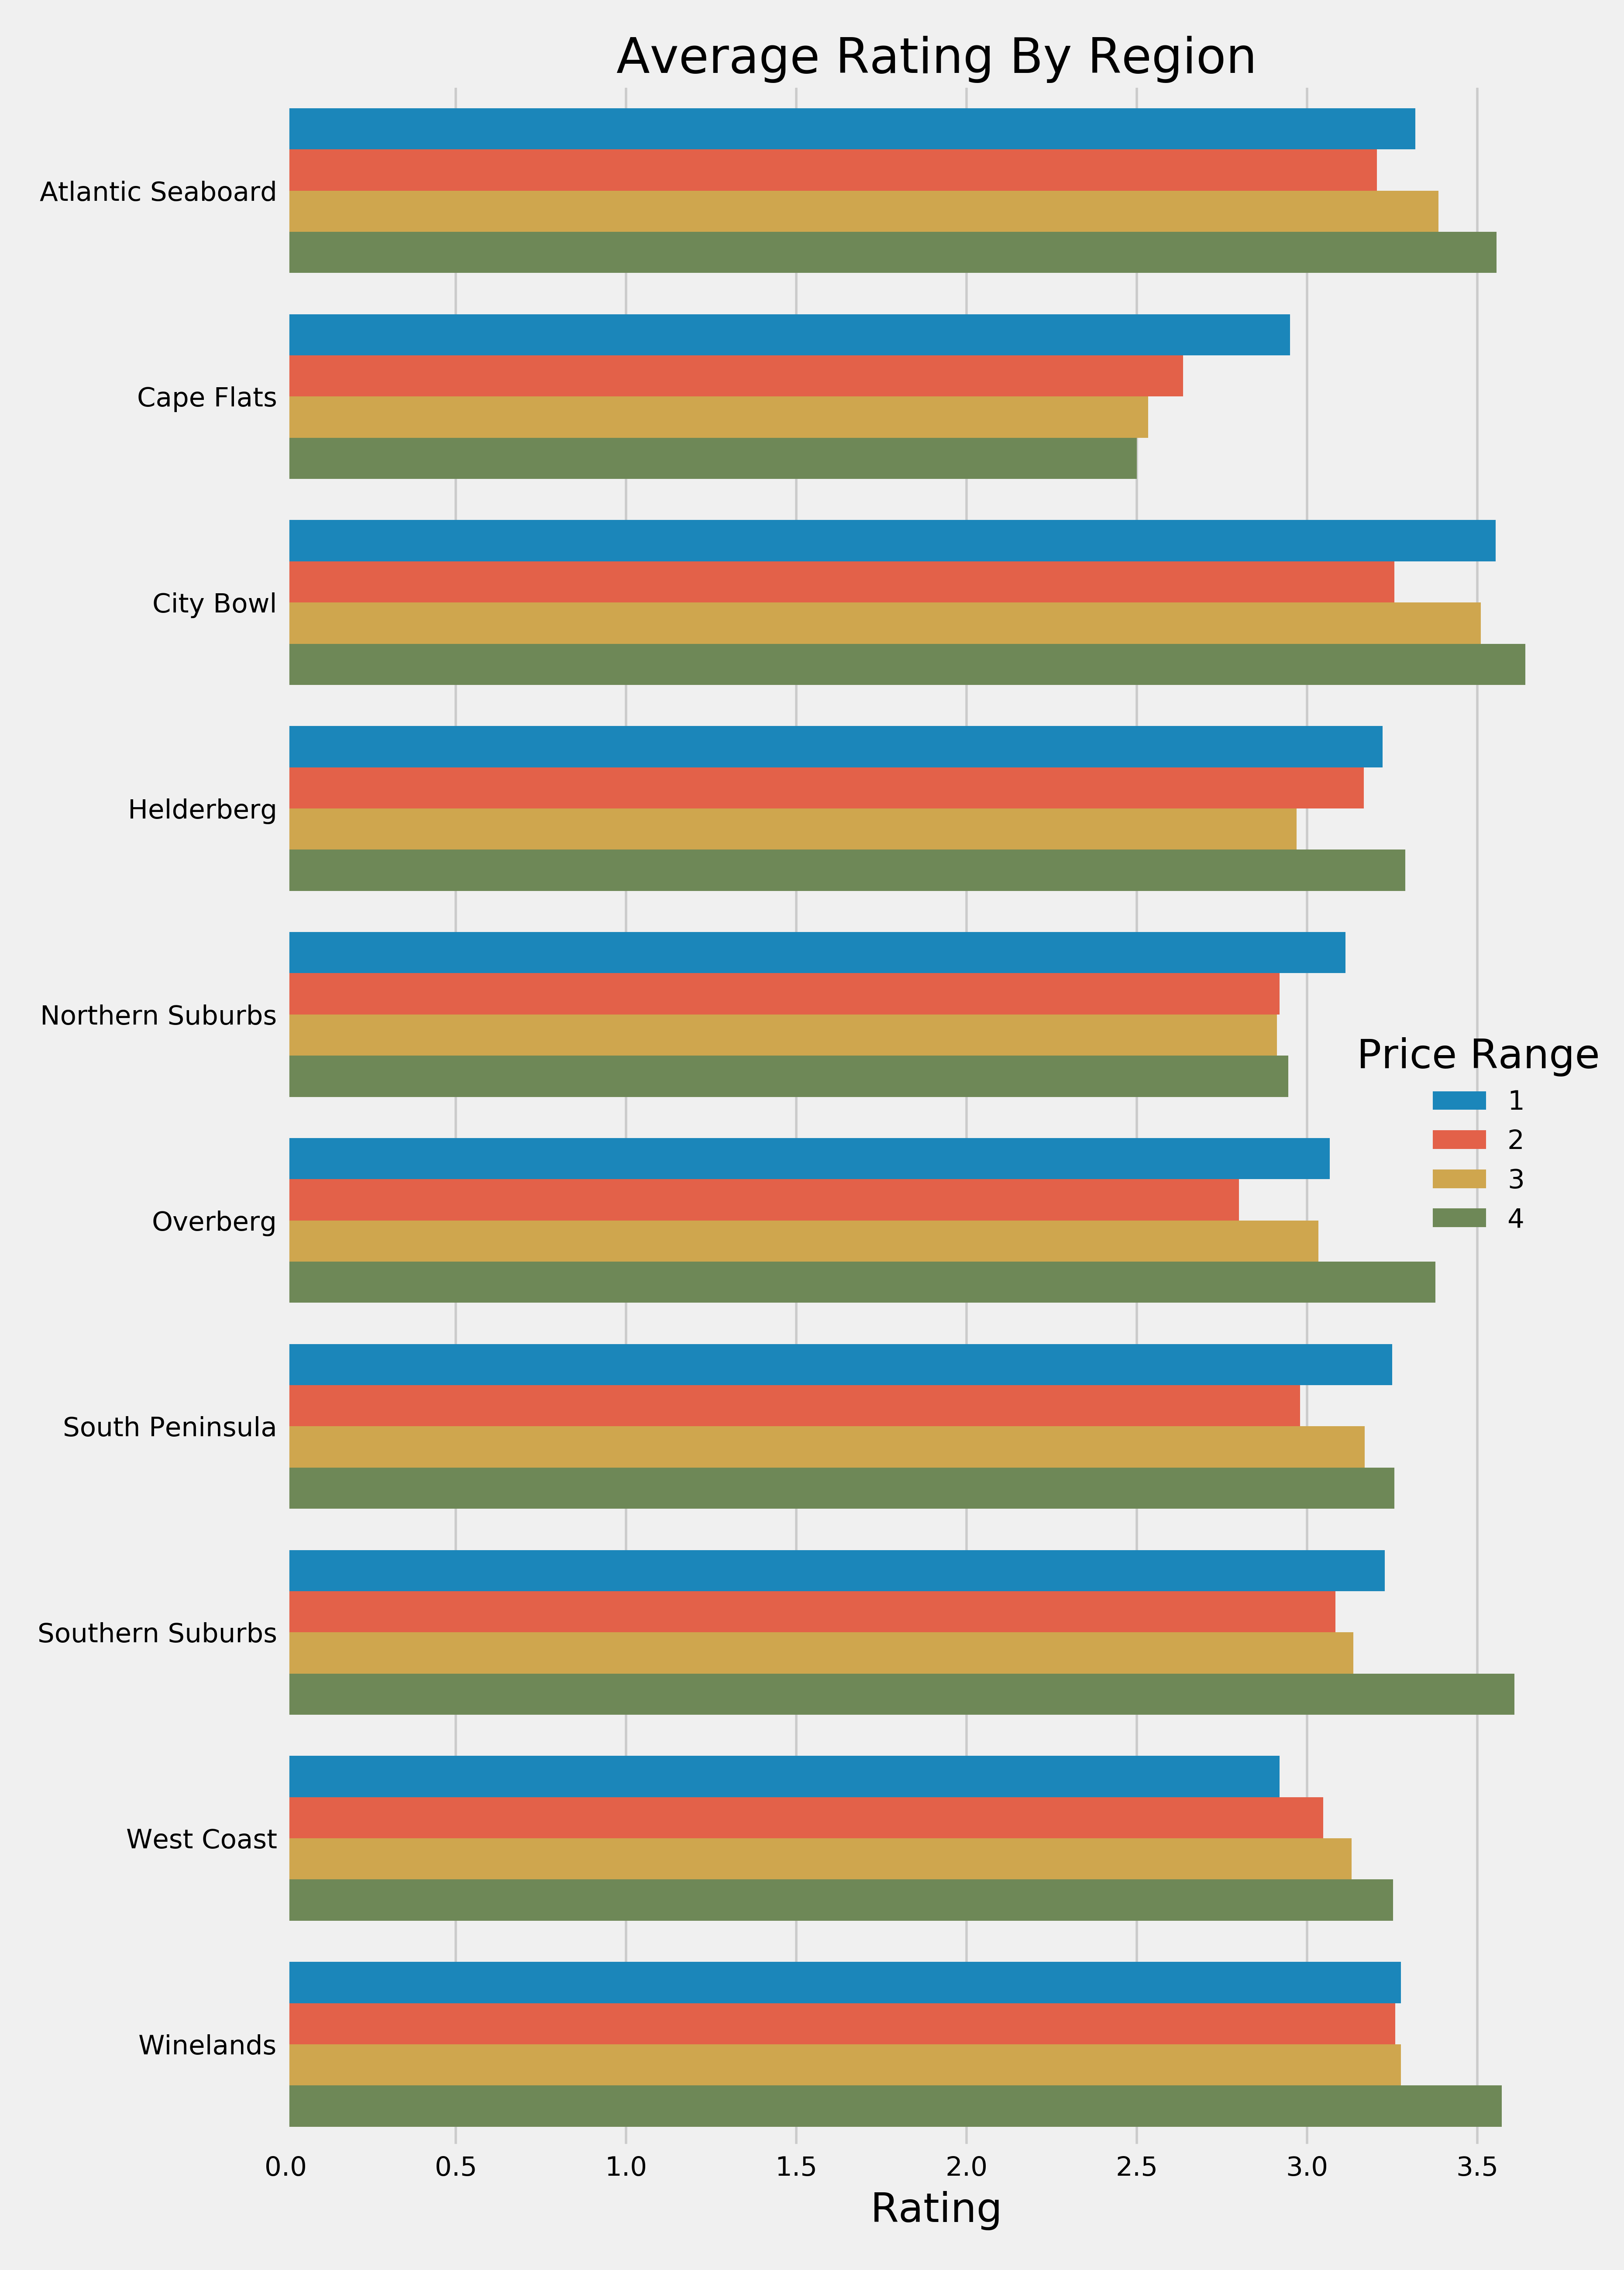 Average Rating By Region
Atlantic Seaboard
Cape Flats
City Bowl
Helderberg
Northern Suburbs
Price Range
1
2
3
4
Overberg
South Peninsula
Southern Suburbs
West Coast
Winelands
0.0 0.5 1.0 1.5 2.0 2.5 3.0 3.5
Rating